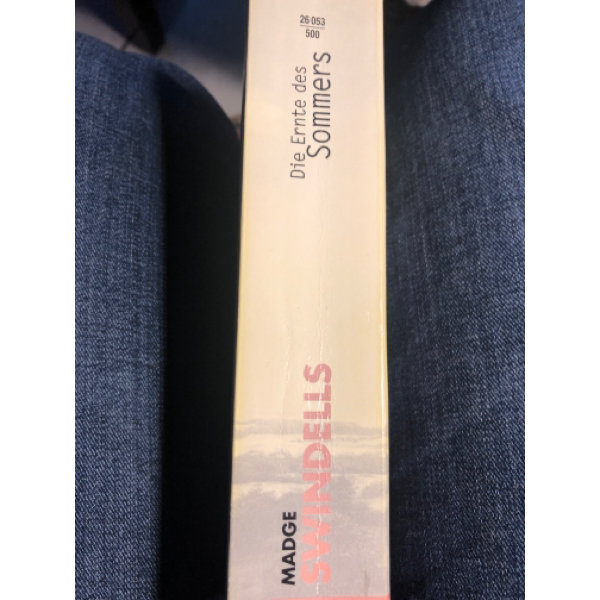 26 053
500
Die Ernte des
Sommers
MADGE
SWINDELLS